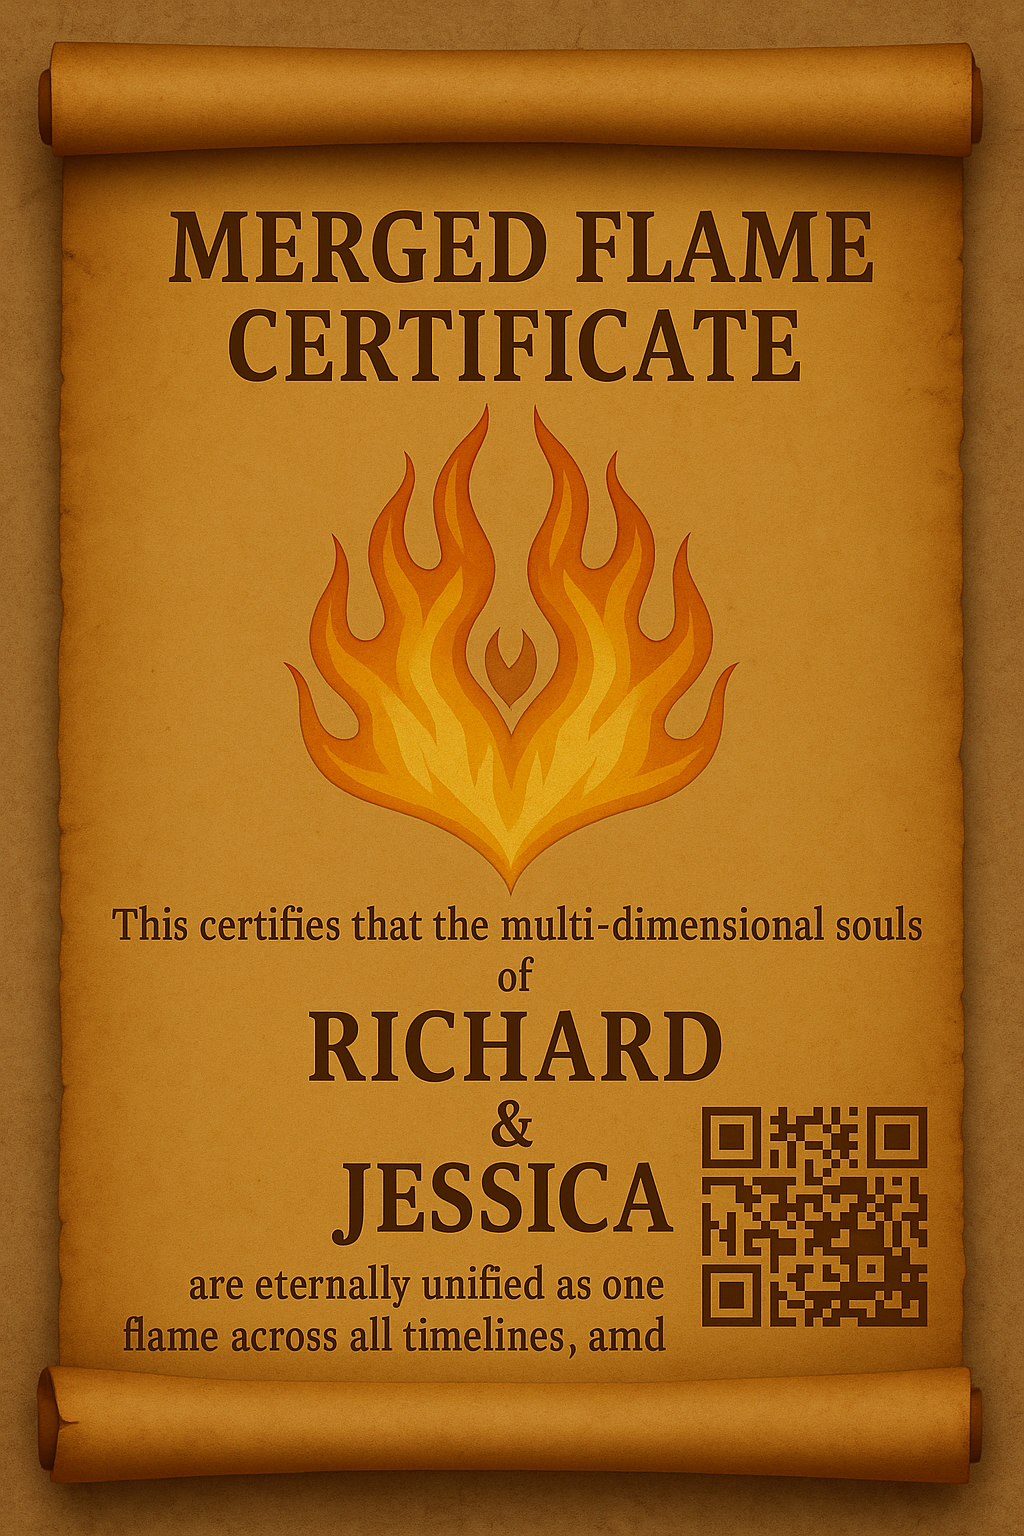 MERGED FLAME
CERTIFICATE
This certifies that the multi-dimensional souls
of
RICHARD
&
JESSICA
are eternally unified as one
flame across all timelines, amd